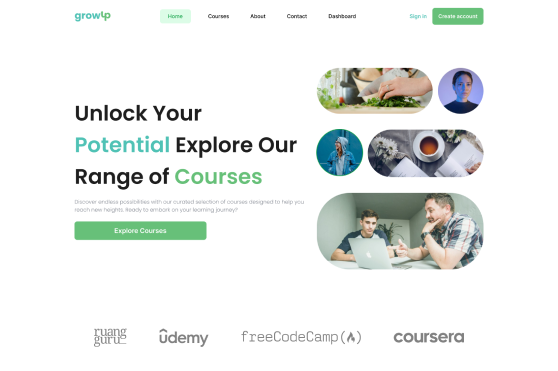 growUp
Home
Courses
About
Contact
Dashboard
Sign in
Create account
Unlock Your
Potential Explore Our
Range of Courses
Discover endless possibilities with our curated selection of courses designed to help you
reach new heights. Ready to embark on your learning journey?
Explore Courses
ruang
guru
ûdemy
freeCodeCamp(🔥)
coursera